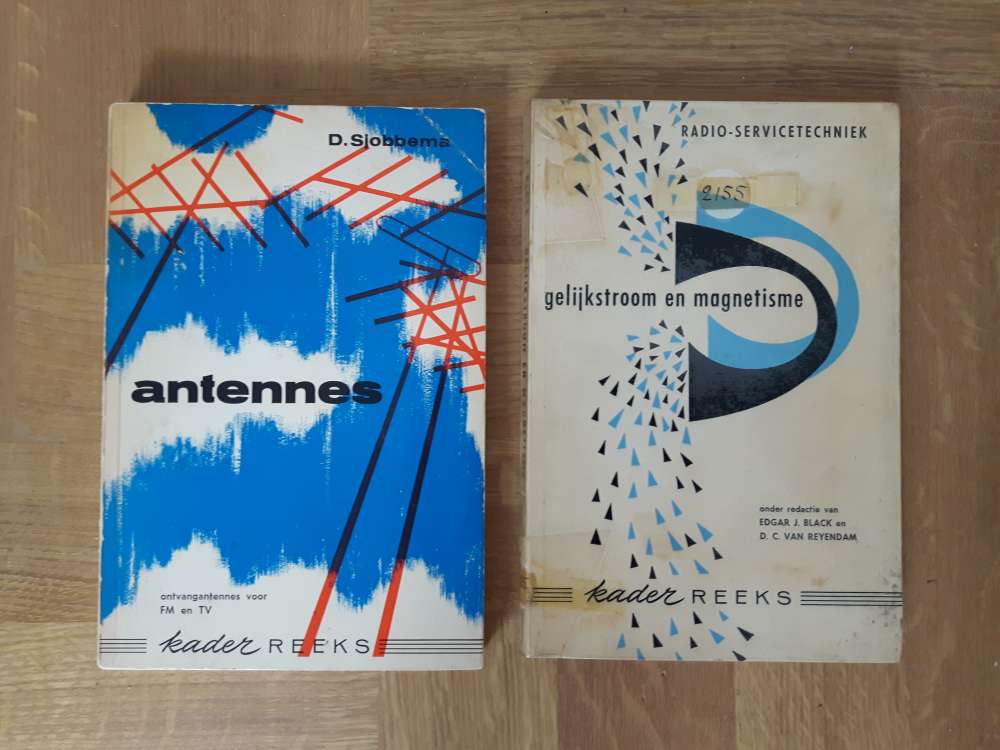 D. Sjobbema
antennes
ontvangantennes voor
FM en TV
kader REEKS
RADIO-SERVICETECHNIEK
2155
gelijkstroom en magnetisme
onder redactie van
EDGAR J. BLACK en
D. C. VAN REYENDAM
kader REEKS